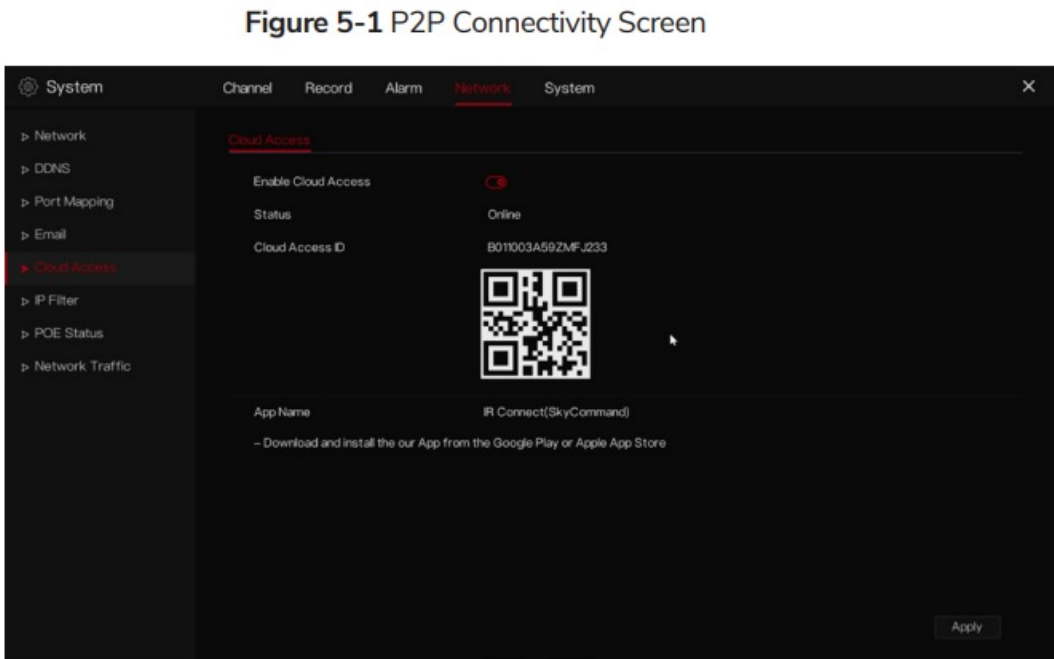 Figure 5-1 P2P Connectivity Screen
System
Channel Record Alarm Network System
Network
DDNS
Port Mapping
Email
Cloud Access
IP Filter
POE Status
Network Traffic
Cloud Access
Enable Cloud Access
Status Online
Cloud Access ID B011003A59ZMFJ233
App Name IR Connect(SkyCommand)
– Download and install the our App from the Google Play or Apple App Store
Apply